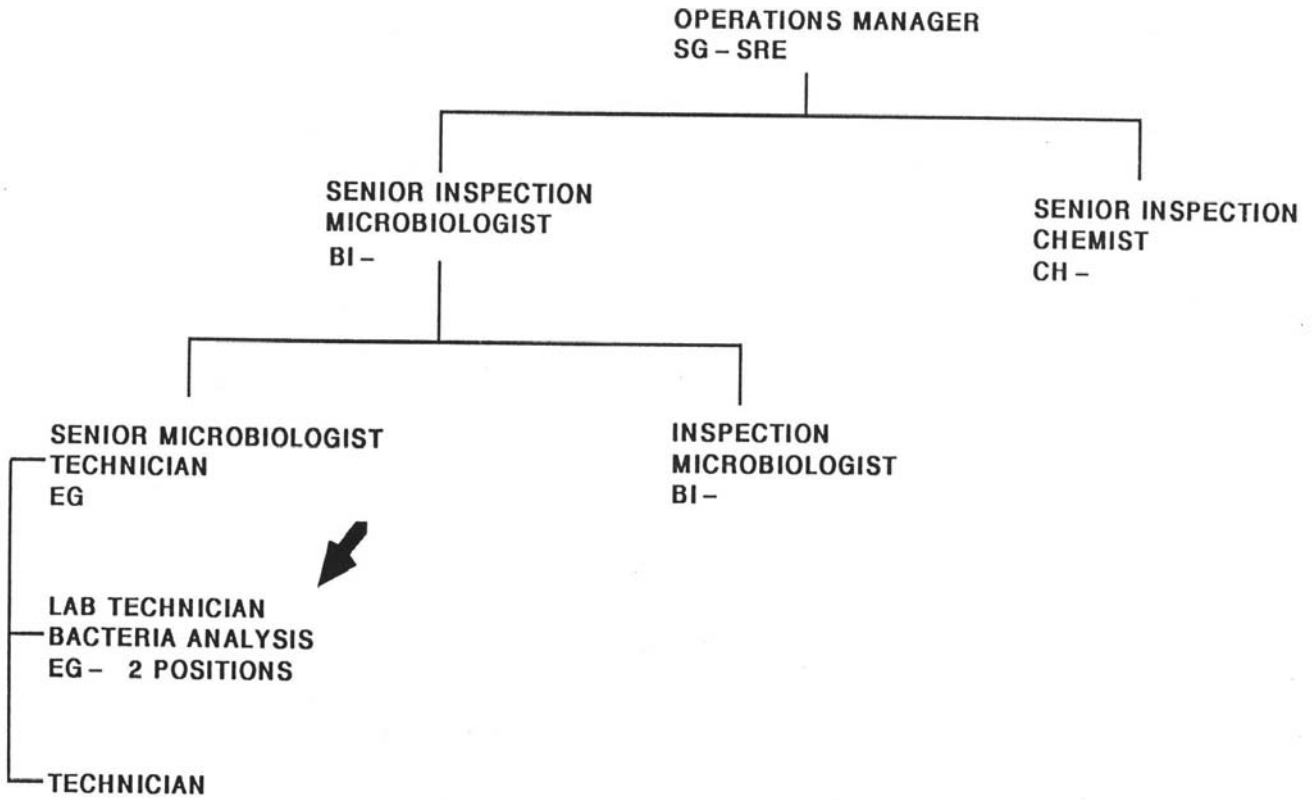 OPERATIONS MANAGER
SG – SRE
SENIOR INSPECTION
MICROBIOLOGIST
BI –
SENIOR INSPECTION
CHEMIST
CH –
SENIOR MICROBIOLOGIST
TECHNICIAN
EG
INSPECTION
MICROBIOLOGIST
BI –
LAB TECHNICIAN
BACTERIA ANALYSIS
EG – 2 POSITIONS
TECHNICIAN